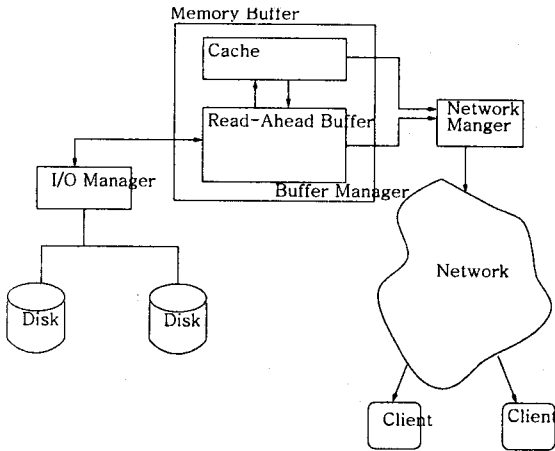 Memory Buffer
Cache
Read-Ahead Buffer
Buffer Manager
Network
Manger
I/O Manager
Network
Disk
Disk
Client
Client